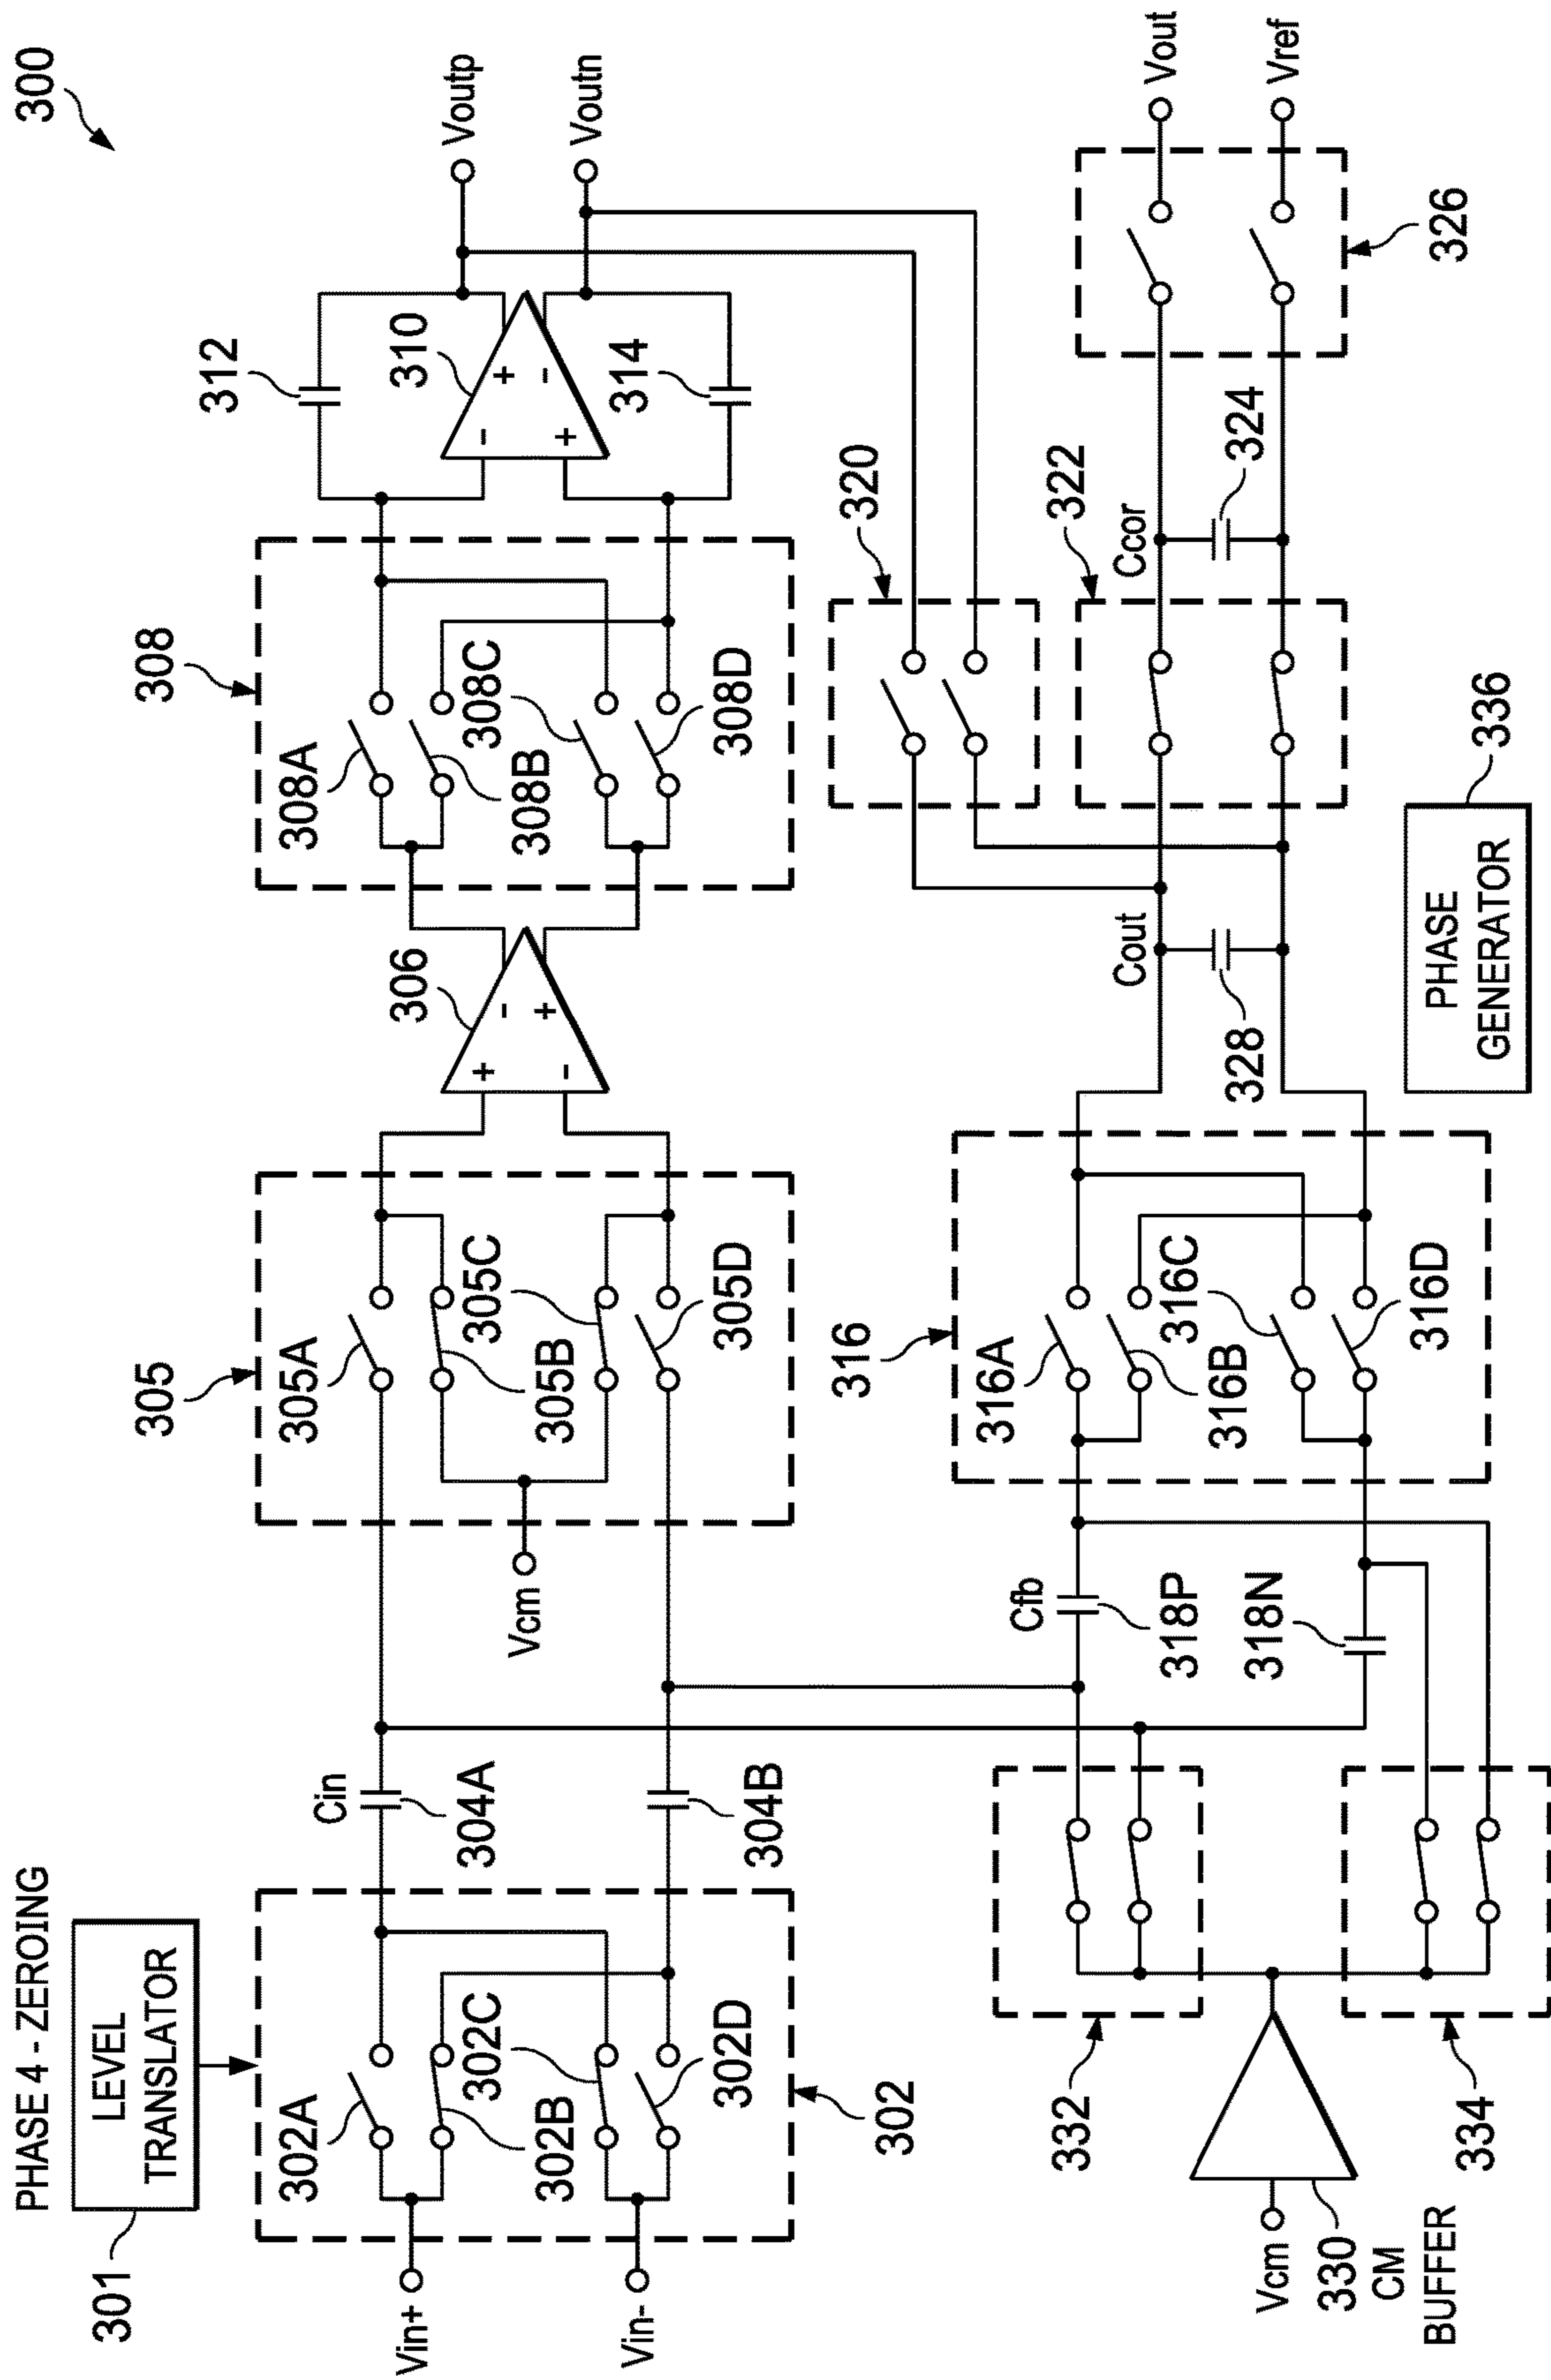 300
PHASE 4 - ZEROING
LEVEL
TRANSLATOR
301
Vin+
Vin-
302A
302C
302B
302D
302
Cin
304A
304B
305
305A
305C
305B
305D
Vcm
306
+
-
-
+
308
308A
308C
308B
308D
312
310
-
+
+
-
314
Voutp
Voutn
320
322
Ccor
324
326
Vout
Vref
Cout
328
316
316A
316C
316B
316D
Cfb
318P
318N
332
334
Vcm
330
CM
BUFFER
PHASE
GENERATOR
336